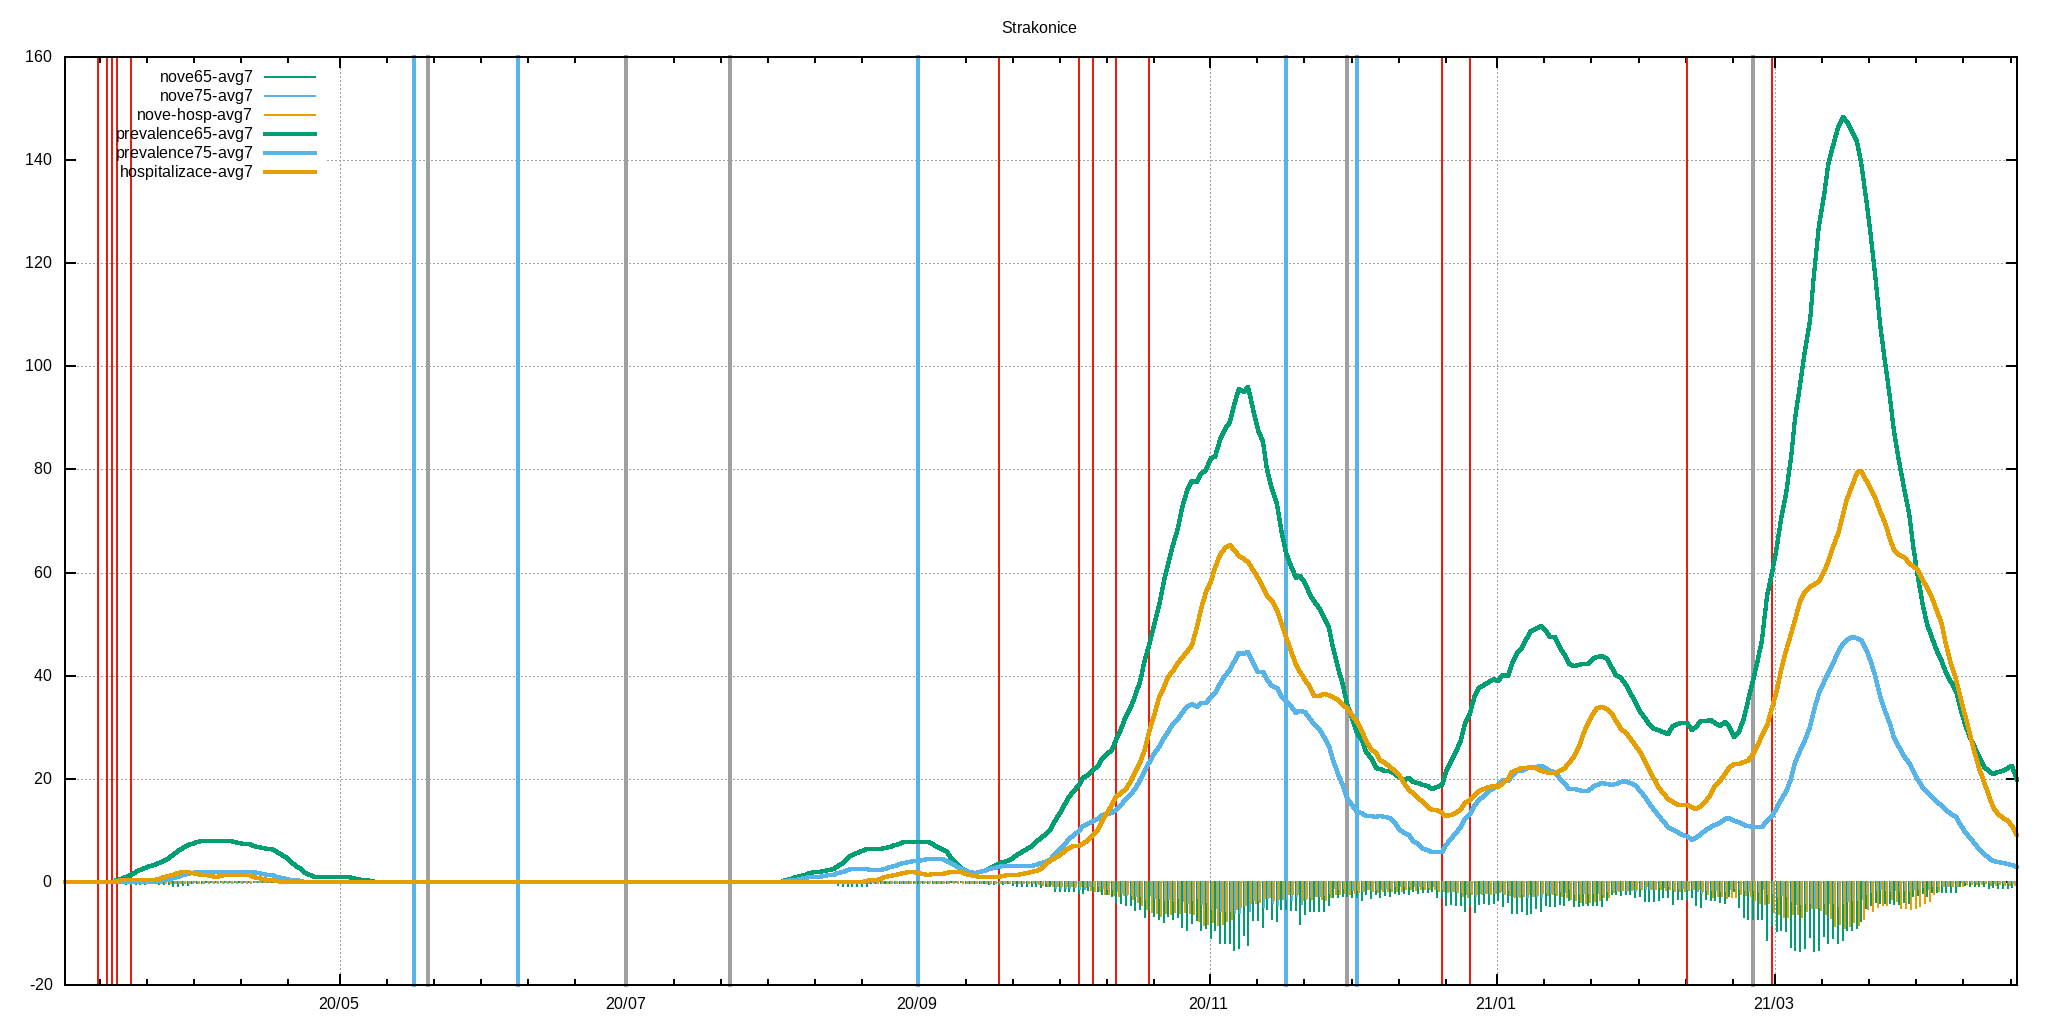 Strakonice
160
140
120
100
80
60
40
20
0
-20
nove65-avg7
nove75-avg7
nove-hosp-avg7
prevalence65-avg7
prevalence75-avg7
hospitalizace-avg7
20/05 20/07 20/09 20/11 21/01 21/03